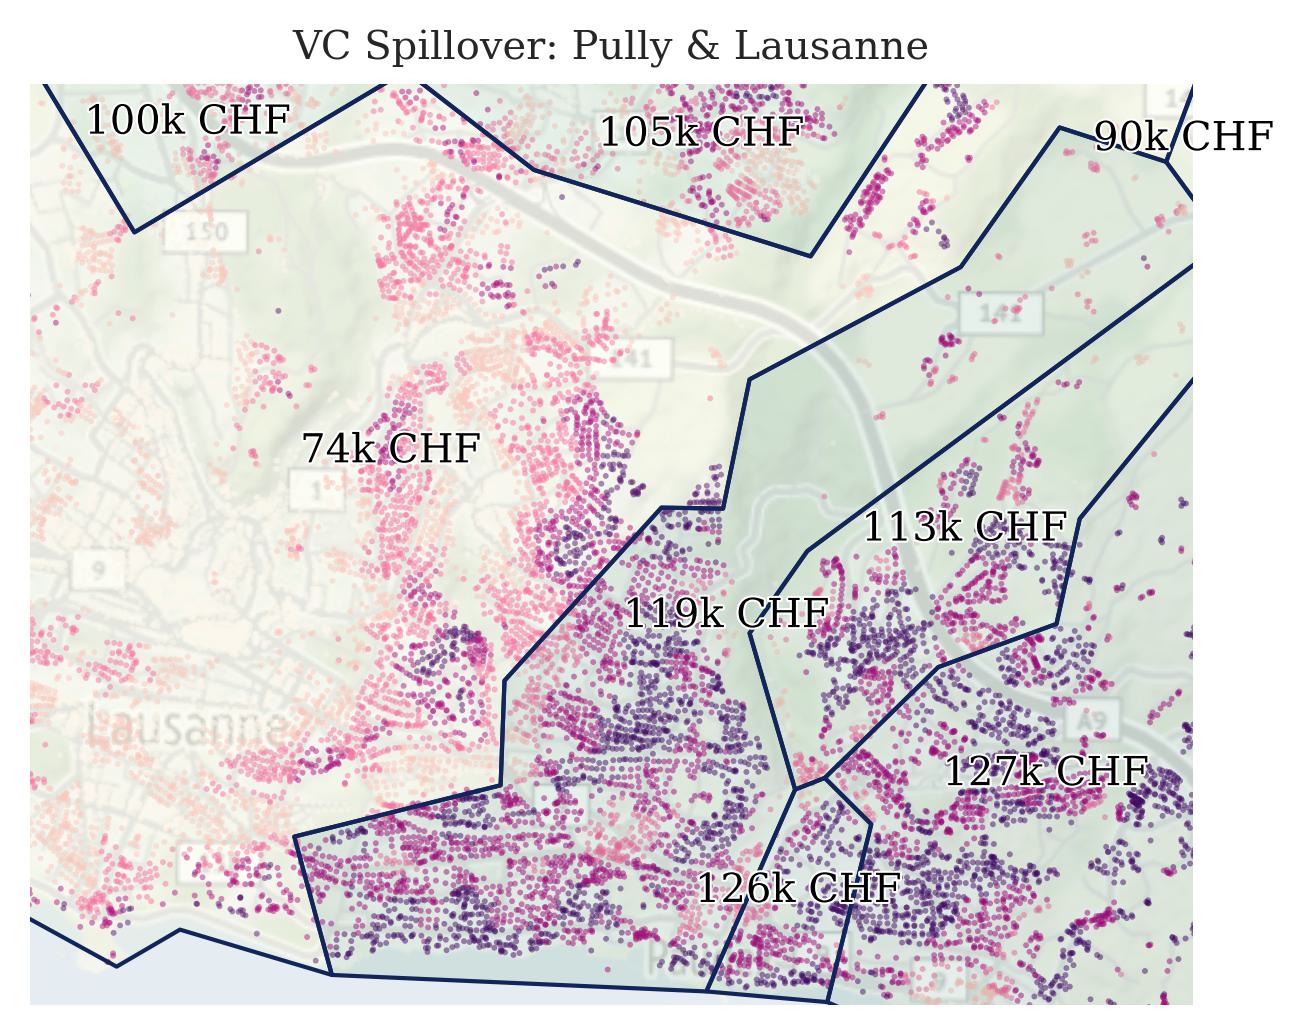 VC Spillover: Pully & Lausanne
100k CHF
105k CHF
90k CHF
150
141
74k CHF
1
113k CHF
9
119k CHF
Lausanne
A9
127k CHF
126k CHF
9